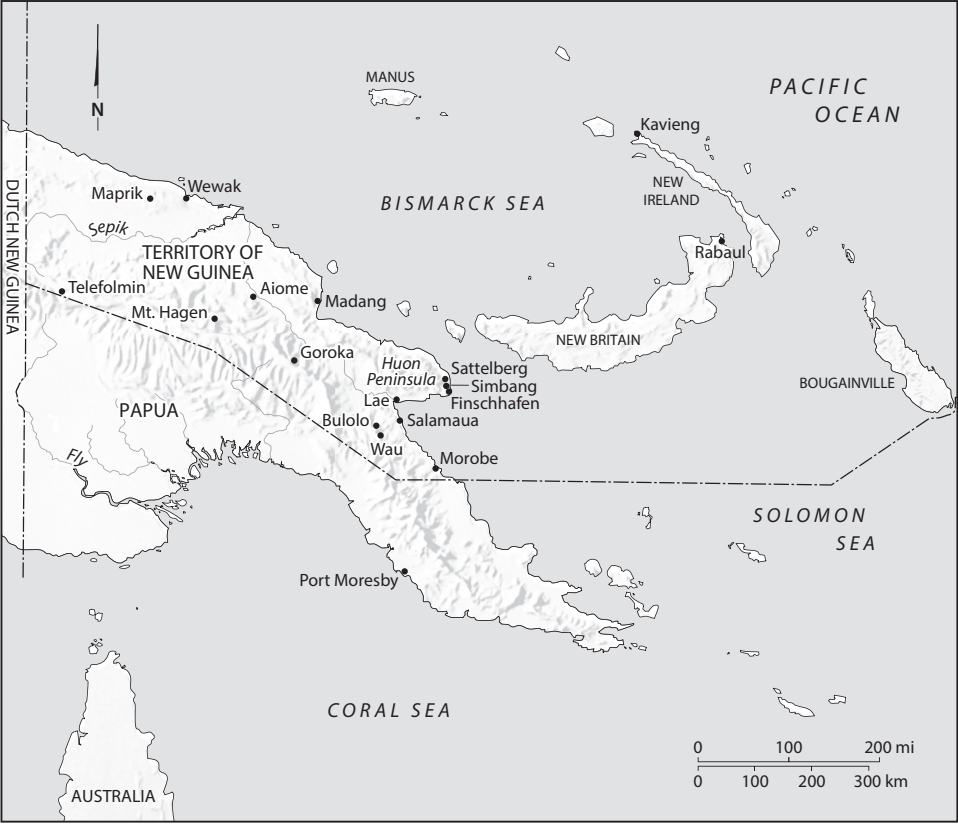 MANUS
PACIFIC
OCEAN
N
Kavieng
DUTCH NEW GUINEA
Maprik
Wewak
BISMARCK SEA
NEW
IRELAND
Sepik
TERRITORY OF
NEW GUINEA
Rabaul
Telefolmin
Aiome
Madang
Mt. Hagen
NEW BRITAIN
Goroka
Huon
Peninsula
Sattelberg
Simbang
Finschhafen
BOUGAINVILLE
Lae
PAPUA
Bulolo
Salamaua
Wau
Morobe
Fly
SOLOMON
SEA
Port Moresby
CORAL SEA
0 100 200 mi
0 100 200 300 km
AUSTRALIA